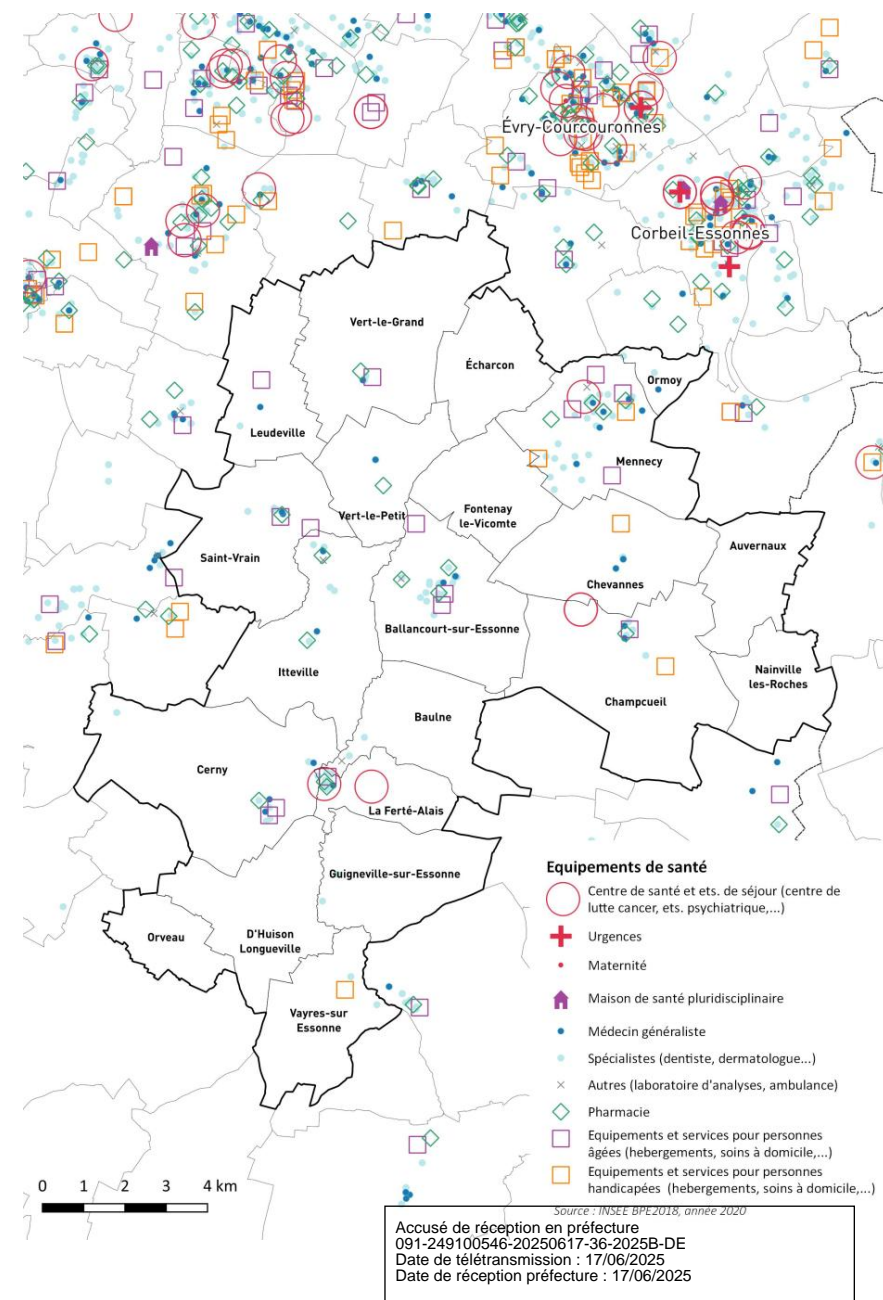 Évry-Courcouronnes
Corbeil-Essonnes
Vert-le-Grand
Écharcon
Ormoy
Leudeville
Mennecy
Vert-le-Petit
Fontenay
le-Vicomte
Saint-Vrain
Auvernaux
Chevannes
Ballancourt-sur-Essonne
Itteville
Nainville
les-Roches
Champcueil
Baulne
Cerny
La Ferté-Alais
Guigneville-sur-Essonne
Orveau
D'Huison
Longueville
Vayres-sur
Essonne
Equipements de santé
Centre de santé et ets. de séjour (centre de
lutte cancer, ets. psychiatrique,...)
Urgences
Maternité
Maison de santé pluridisciplinaire
Médecin généraliste
Spécialistes (dentiste, dermatologue...)
Autres (laboratoire d'analyses, ambulance)
Pharmacie
Equipements et services pour personnes
âgées (hebergements, soins à domicile,...)
Equipements et services pour personnes
handicapées (hebergements, soins à domicile,...)
0 1 2 3 4 km
Source : INSEE BPE2018, année 2020
Accusé de réception en préfecture
091-249100546-20250617-36-2025B-DE
Date de télétransmission : 17/06/2025
Date de réception préfecture : 17/06/2025